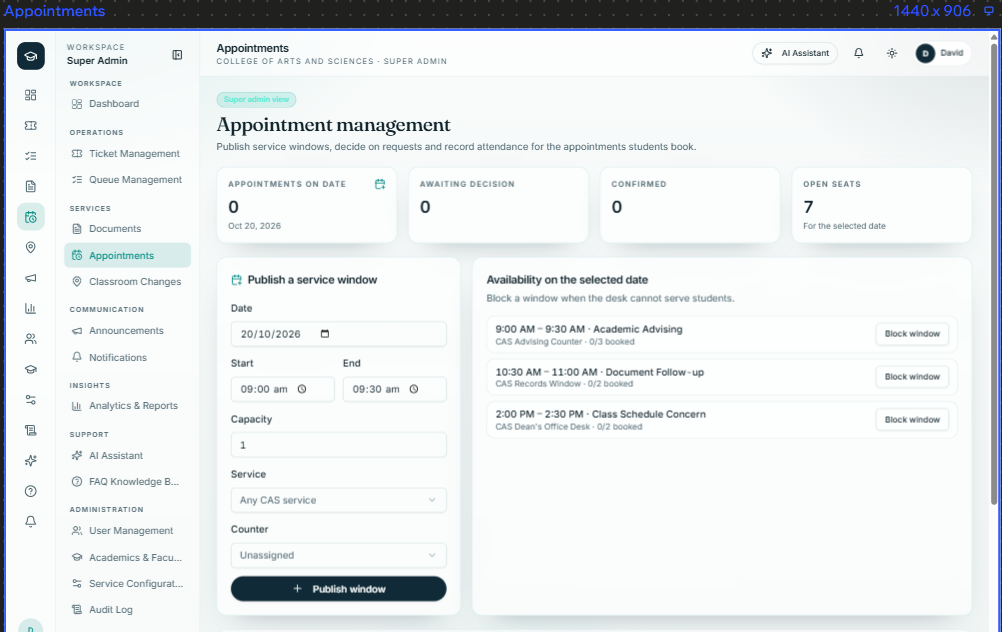 Appointments
1440 x 906
WORKSPACE
Super Admin
WORKSPACE
Dashboard
OPERATIONS
Ticket Management
Queue Management
SERVICES
Documents
Appointments
Classroom Changes
COMMUNICATION
Announcements
Notifications
INSIGHTS
Analytics & Reports
SUPPORT
AI Assistant
FAQ Knowledge B...
ADMINISTRATION
User Management
Academics & Facu...
Service Configurat...
Audit Log
D
Appointments
COLLEGE OF ARTS AND SCIENCES · SUPER ADMIN
AI Assistant
D David
Super admin view
Appointment management
Publish service windows, decide on requests and record attendance for the appointments students book.
APPOINTMENTS ON DATE
0
Oct 20, 2026
AWAITING DECISION
0
CONFIRMED
0
OPEN SEATS
7
For the selected date
Publish a service window
Date
20/10/2026
Start End
09:00 am 09:30 am
Capacity
1
Service
Any CAS service
Counter
Unassigned
+ Publish window
Availability on the selected date
Block a window when the desk cannot serve students.
9:00 AM – 9:30 AM · Academic Advising
CAS Advising Counter · 0/3 booked
Block window
10:30 AM – 11:00 AM · Document Follow-up
CAS Records Window · 0/2 booked
Block window
2:00 PM – 2:30 PM · Class Schedule Concern
CAS Dean's Office Desk · 0/2 booked
Block window